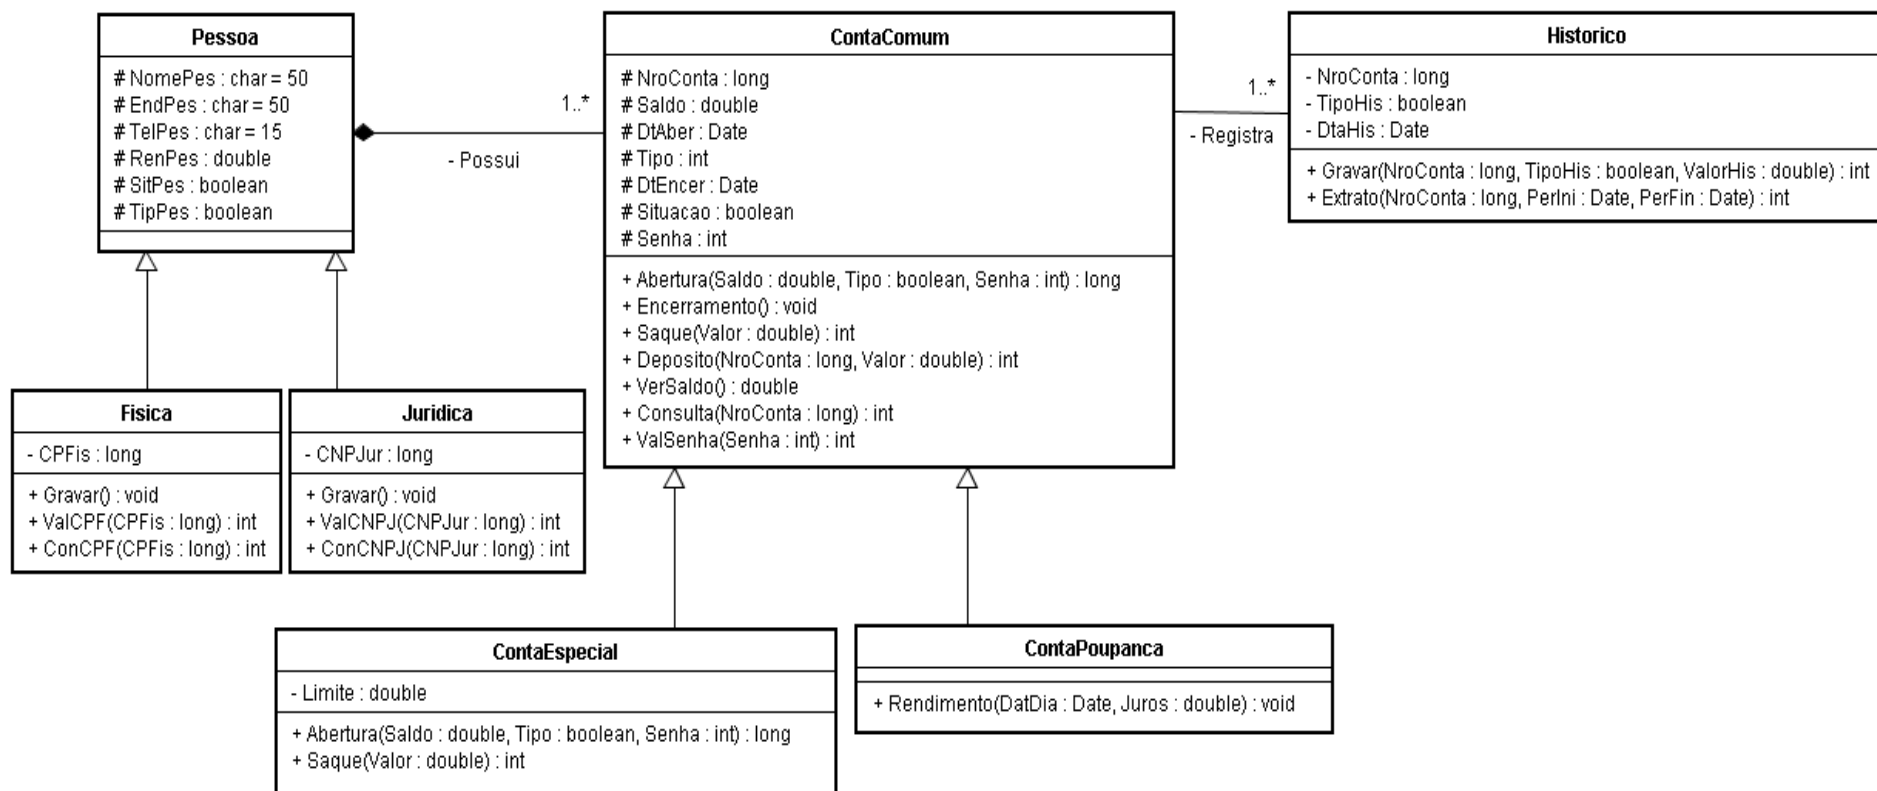 Pessoa
# NomePes : char = 50
# EndPes : char = 50
# TelPes : char = 15
# RenPes : double
# SitPes : boolean
# TipPes : boolean
1..*
- Possui
ContaComum
# NroConta : long
# Saldo : double
# DtAber : Date
# Tipo : int
# DtEncer : Date
# Situacao : boolean
# Senha : int
+ Abertura(Saldo : double, Tipo : boolean, Senha : int) : long
+ Encerramento() : void
+ Saque(Valor : double) : int
+ Deposito(NroConta : long, Valor : double) : int
+ VerSaldo() : double
+ Consulta(NroConta : long) : int
+ ValSenha(Senha : int) : int
1..*
- Registra
Historico
- NroConta : long
- TipoHis : boolean
- DtaHis : Date
+ Gravar(NroConta : long, TipoHis : boolean, ValorHis : double) : int
+ Extrato(NroConta : long, PerIni : Date, PerFin : Date) : int
Fisica
- CPFis : long
+ Gravar() : void
+ ValCPF(CPFis : long) : int
+ ConCPF(CPFis : long) : int
Juridica
- CNPJur : long
+ Gravar() : void
+ ValCNPJ(CNPJur : long) : int
+ ConCNPJ(CNPJur : long) : int
ContaEspecial
- Limite : double
+ Abertura(Saldo : double, Tipo : boolean, Senha : int) : long
+ Saque(Valor : double) : int
ContaPoupanca
+ Rendimento(DatDia : Date, Juros : double) : void